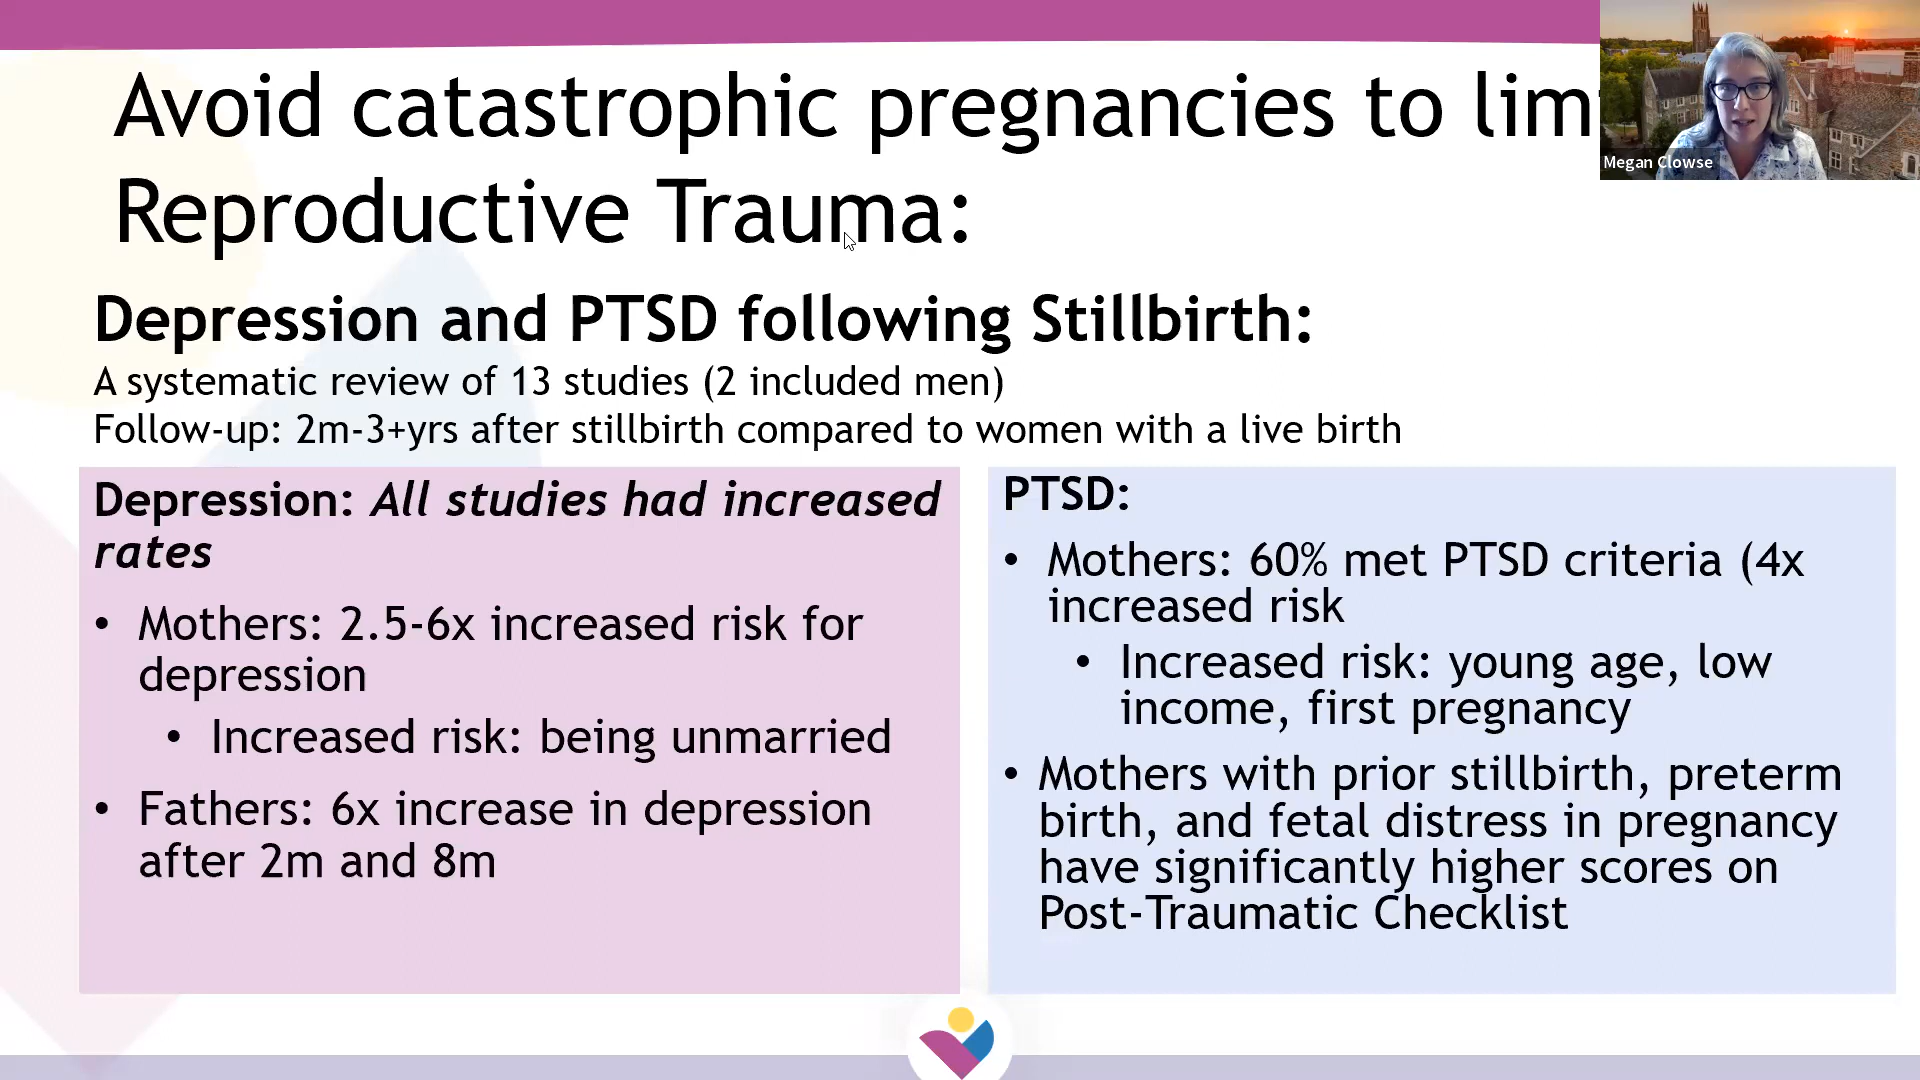 Avoid catastrophic pregnancies to lim
Reproductive Trauma:
Megan Clowse
Depression and PTSD following Stillbirth:
A systematic review of 13 studies (2 included men)
Follow-up: 2m-3+yrs after stillbirth compared to women with a live birth
Depression: All studies had increased
rates
• Mothers: 2.5-6x increased risk for
depression
• Increased risk: being unmarried
• Fathers: 6x increase in depression
after 2m and 8m
PTSD:
• Mothers: 60% met PTSD criteria (4x
increased risk
• Increased risk: young age, low
income, first pregnancy
• Mothers with prior stillbirth, preterm
birth, and fetal distress in pregnancy
have significantly higher scores on
Post-Traumatic Checklist